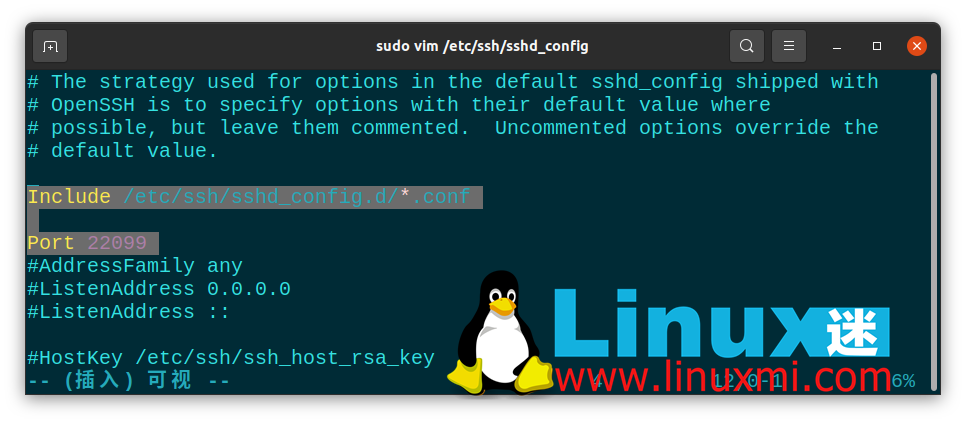 sudo vim /etc/ssh/sshd_config
# The strategy used for options in the default sshd_config shipped with
# OpenSSH is to specify options with their default value where
# possible, but leave them commented.  Uncommented options override the
# default value.
Include /etc/ssh/sshd_config.d/*.conf
Port 22099
#AddressFamily any
#ListenAddress 0.0.0.0
#ListenAddress ::
Linux迷
#HostKey /etc/ssh/ssh_host_rsa_key
-- (插入) 可视 --
www.linuxmi.com
12,0-1
6%